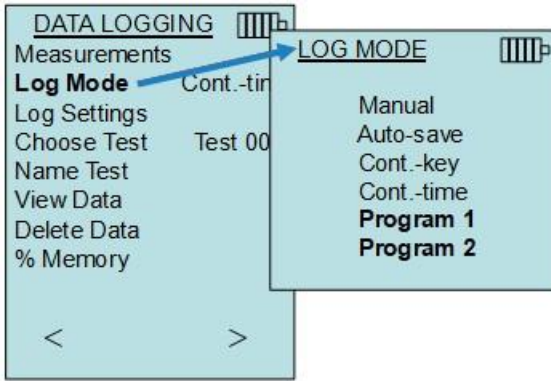 DATA LOGGING
Measurements
Log Mode Cont.-tin
Log Settings
Choose Test Test 00
Name Test
View Data
Delete Data
% Memory
< >
LOG MODE
Manual
Auto-save
Cont.-key
Cont.-time
Program 1
Program 2